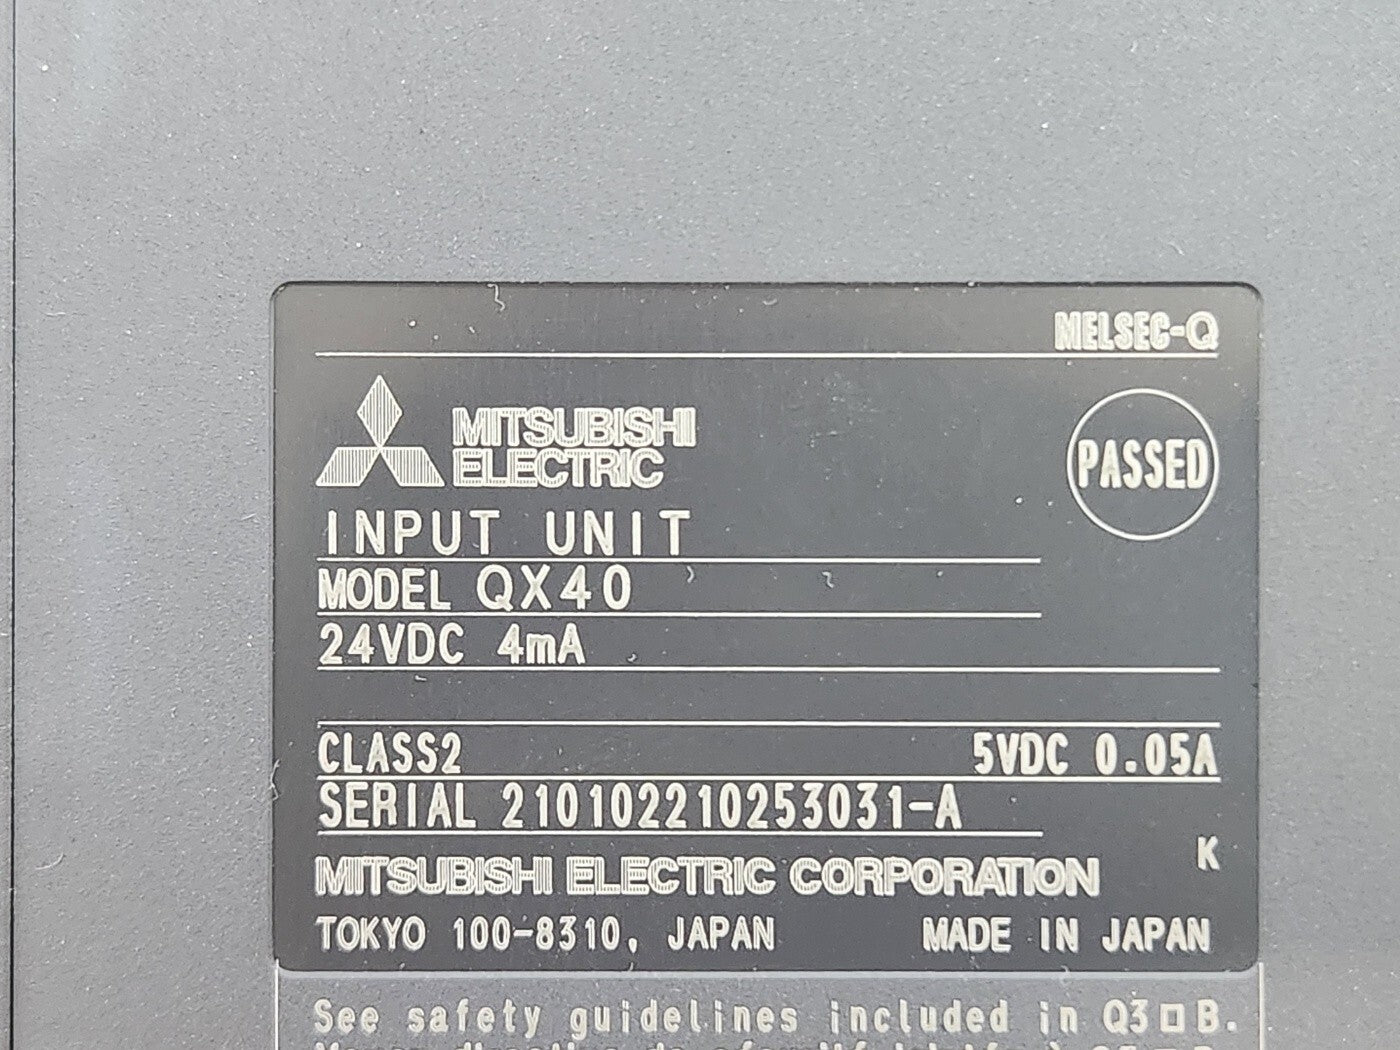 MELSEC-Q
MITSUBISHI
ELECTRIC
PASSED
INPUT UNIT
MODEL QX40
24VDC 4mA
CLASS2 5VDC 0.05A
SERIAL 210102210253031-A
K
MITSUBISHI ELECTRIC CORPORATION
TOKYO 100-8310, JAPAN MADE IN JAPAN
See safety guidelines included in Q3□B.